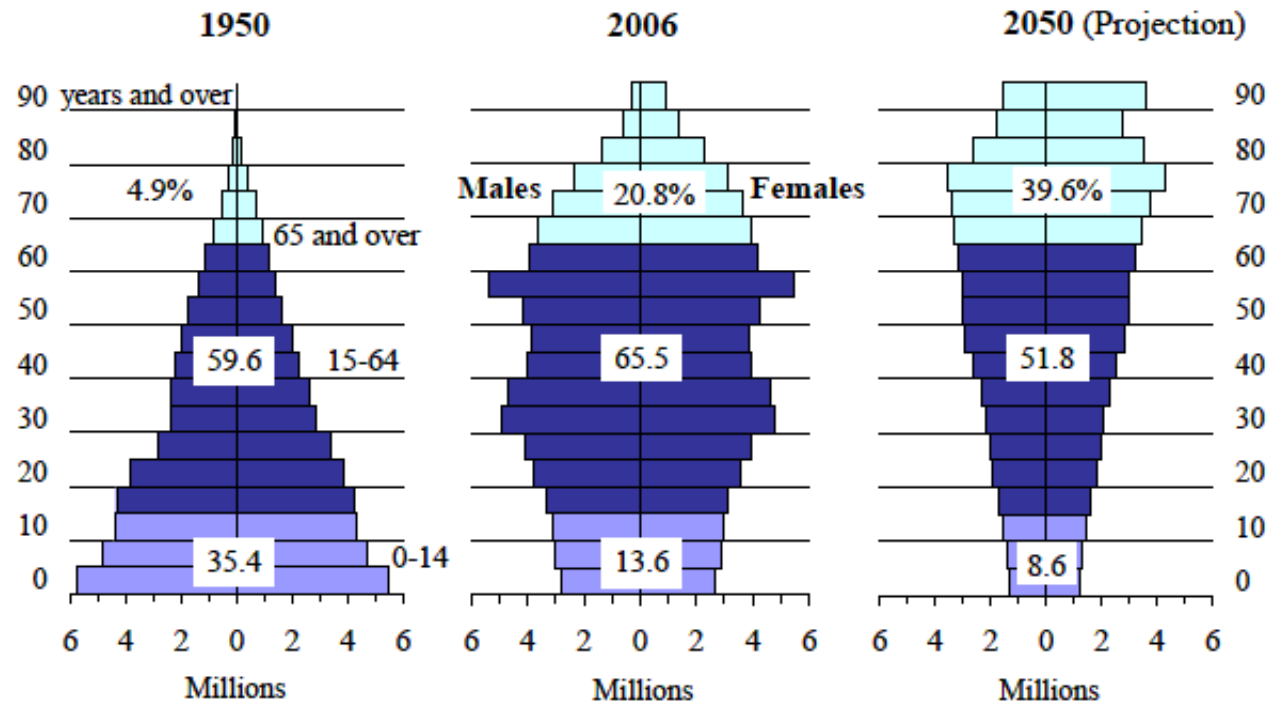 1950 2006 2050 (Projection)
90 years and over 90
80 80
4.9% Males 20.8% Females 39.6%
70 70
65 and over
60 60
50 50
59.6 15-64 65.5 51.8
40 40
30 30
20 20
10 10
35.4 0-14 13.6 8.6
0 0
6 4 2 0 2 4 6 6 4 2 0 2 4 6 6 4 2 0 2 4 6
Millions Millions Millions